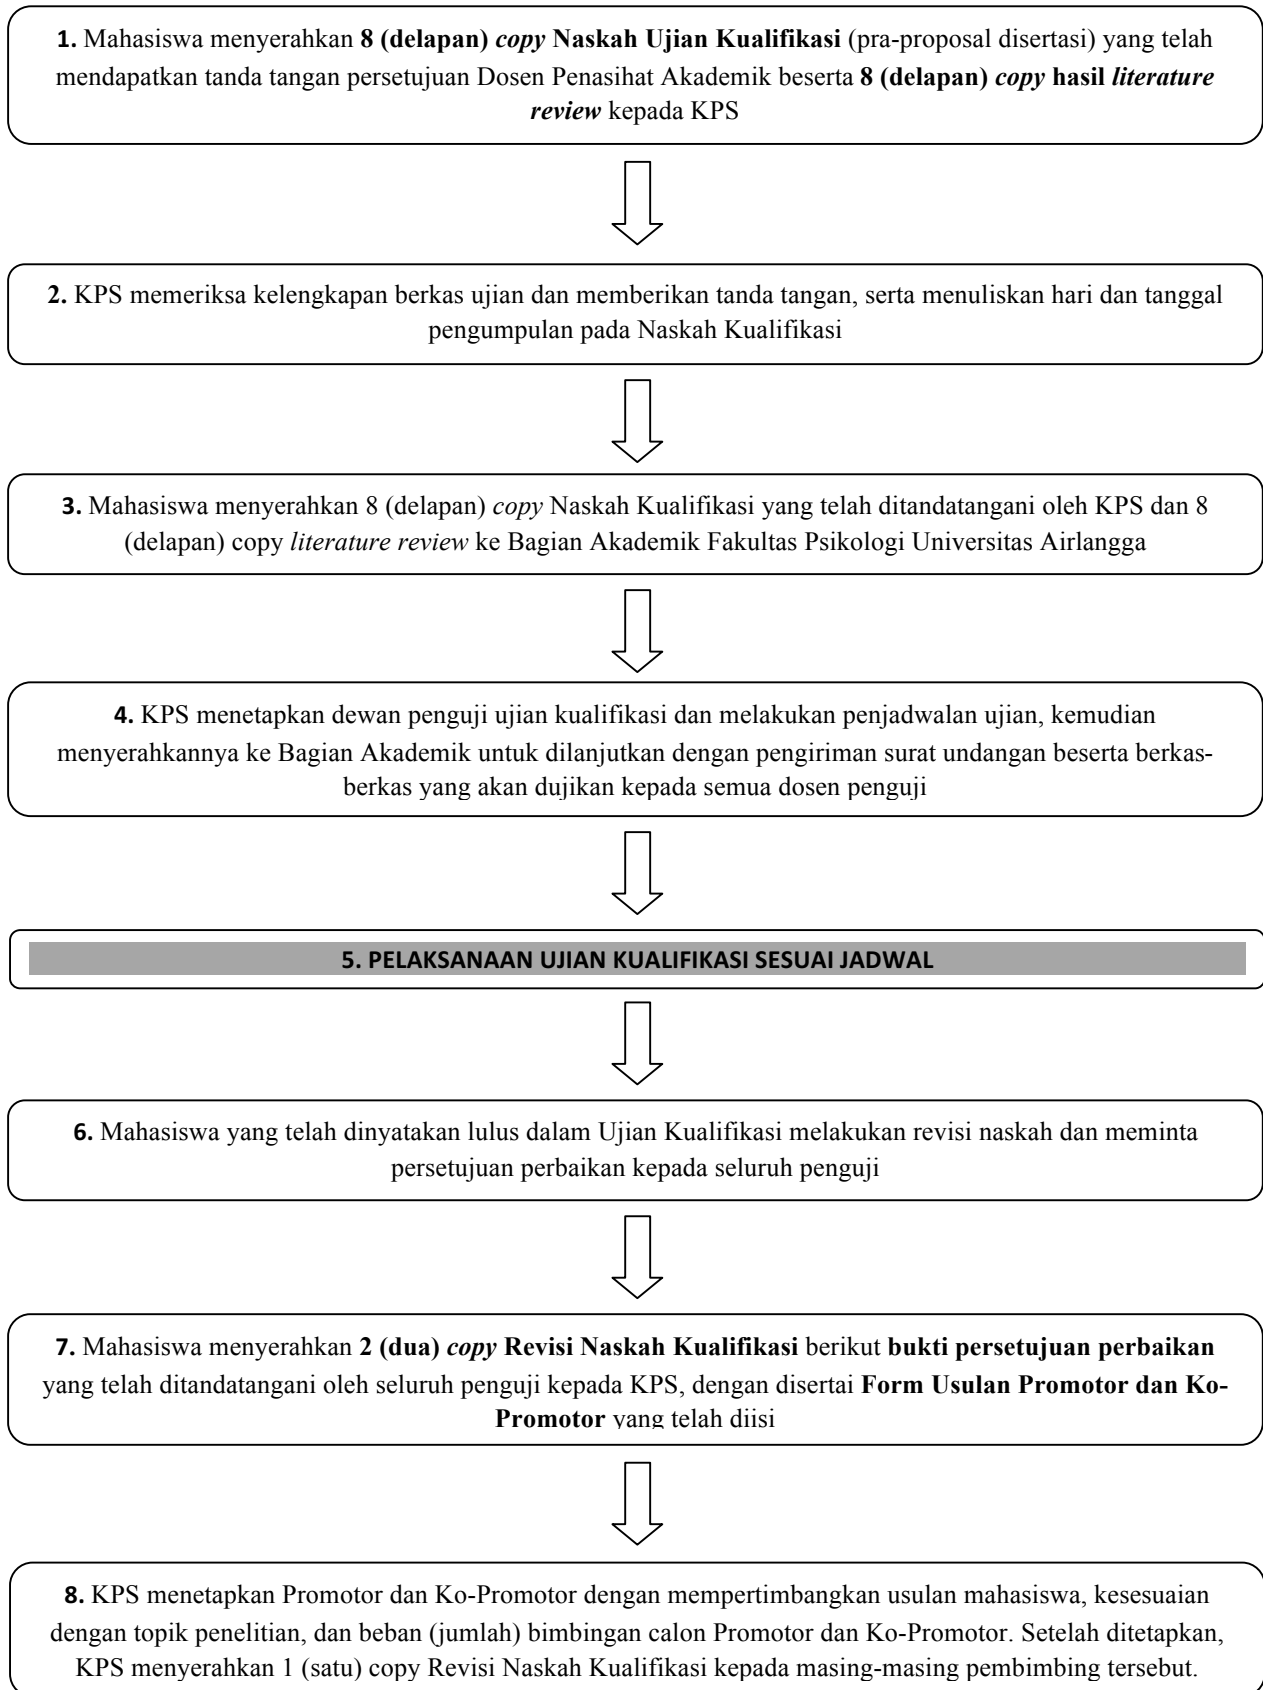 1. Mahasiswa menyerahkan 8 (delapan) copy Naskah Ujian Kualifikasi (pra-proposal disertasi) yang telah
mendapatkan tanda tangan persetujuan Dosen Penasihat Akademik beserta 8 (delapan) copy hasil literature
review kepada KPS
2. KPS memeriksa kelengkapan berkas ujian dan memberikan tanda tangan, serta menuliskan hari dan tanggal
pengumpulan pada Naskah Kualifikasi
3. Mahasiswa menyerahkan 8 (delapan) copy Naskah Kualifikasi yang telah ditandatangani oleh KPS dan 8
(delapan) copy literature review ke Bagian Akademik Fakultas Psikologi Universitas Airlangga
4. KPS menetapkan dewan penguji ujian kualifikasi dan melakukan penjadwalan ujian, kemudian
menyerahkannya ke Bagian Akademik untuk dilanjutkan dengan pengiriman surat undangan beserta berkas-
berkas yang akan dujikan kepada semua dosen penguji
5. PELAKSANAAN UJIAN KUALIFIKASI SESUAI JADWAL
6. Mahasiswa yang telah dinyatakan lulus dalam Ujian Kualifikasi melakukan revisi naskah dan meminta
persetujuan perbaikan kepada seluruh penguji
7. Mahasiswa menyerahkan 2 (dua) copy Revisi Naskah Kualifikasi berikut bukti persetujuan perbaikan
yang telah ditandatangani oleh seluruh penguji kepada KPS, dengan disertai Form Usulan Promotor dan Ko-
Promotor yang telah diisi
8. KPS menetapkan Promotor dan Ko-Promotor dengan mempertimbangkan usulan mahasiswa, kesesuaian
dengan topik penelitian, dan beban (jumlah) bimbingan calon Promotor dan Ko-Promotor. Setelah ditetapkan,
KPS menyerahkan 1 (satu) copy Revisi Naskah Kualifikasi kepada masing-masing pembimbing tersebut.